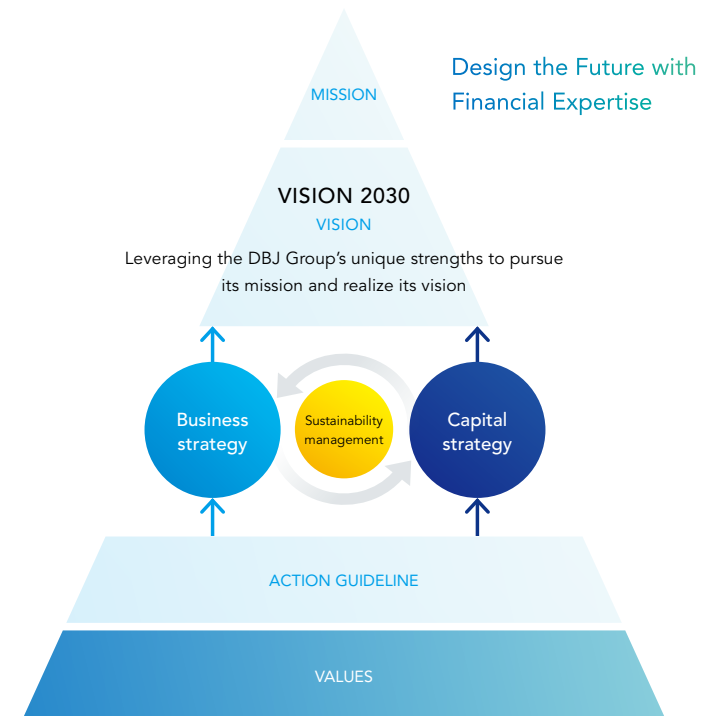 Design the Future with
Financial Expertise
MISSION
VISION 2030
VISION
Leveraging the DBJ Group's unique strengths to pursue
its mission and realize its vision
Business
strategy
Sustainability
management
Capital
strategy
ACTION GUIDELINE
VALUES